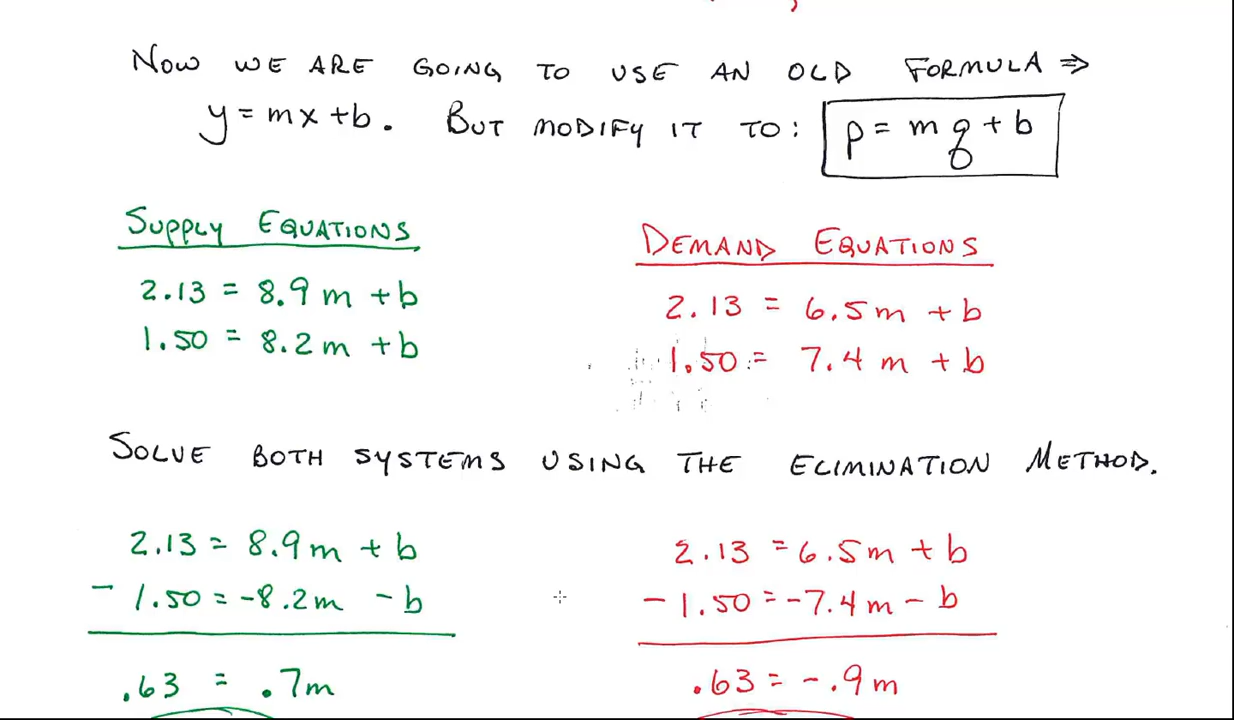 NOW WE ARE GOING TO USE AN OLD FORMULA ⇒
y = mx + b. BUT MODIFY IT TO: p = mq + b
SUPPLY EQUATIONS
2.13 = 8.9m + b
1.50 = 8.2m + b
DEMAND EQUATIONS
2.13 = 6.5m + b
1.50 = 7.4m + b
SOLVE BOTH SYSTEMS USING THE ELIMINATION METHOD.
2.13 = 8.9m + b
- 1.50 = -8.2m - b
.63 = .7m
2.13 = 6.5m + b
- 1.50 = -7.4m - b
.63 = -.9m